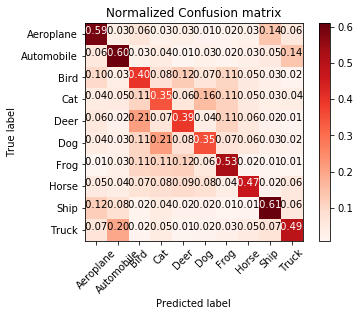 Normalized Confusion matrix
True label
Aeroplane 0.59 0.03 0.06 0.03 0.03 0.01 0.02 0.03 0.14 0.06
Automobile 0.06 0.60 0.03 0.04 0.01 0.03 0.02 0.03 0.05 0.14
Bird 0.10 0.03 0.40 0.08 0.12 0.07 0.11 0.05 0.03 0.02
Cat 0.04 0.05 0.11 0.35 0.06 0.16 0.11 0.05 0.03 0.04
Deer 0.06 0.02 0.21 0.07 0.39 0.04 0.11 0.06 0.02 0.01
Dog 0.04 0.03 0.11 0.21 0.08 0.35 0.07 0.06 0.03 0.02
Frog 0.01 0.03 0.11 0.11 0.12 0.06 0.53 0.02 0.01 0.01
Horse 0.05 0.04 0.07 0.08 0.09 0.08 0.04 0.47 0.02 0.06
Ship 0.12 0.08 0.02 0.04 0.02 0.02 0.01 0.01 0.61 0.06
Truck 0.07 0.20 0.02 0.05 0.01 0.02 0.03 0.05 0.07 0.49
Aeroplane Automobile Bird Cat Deer Dog Frog Horse Ship Truck
Predicted label
0.6
0.5
0.4
0.3
0.2
0.1